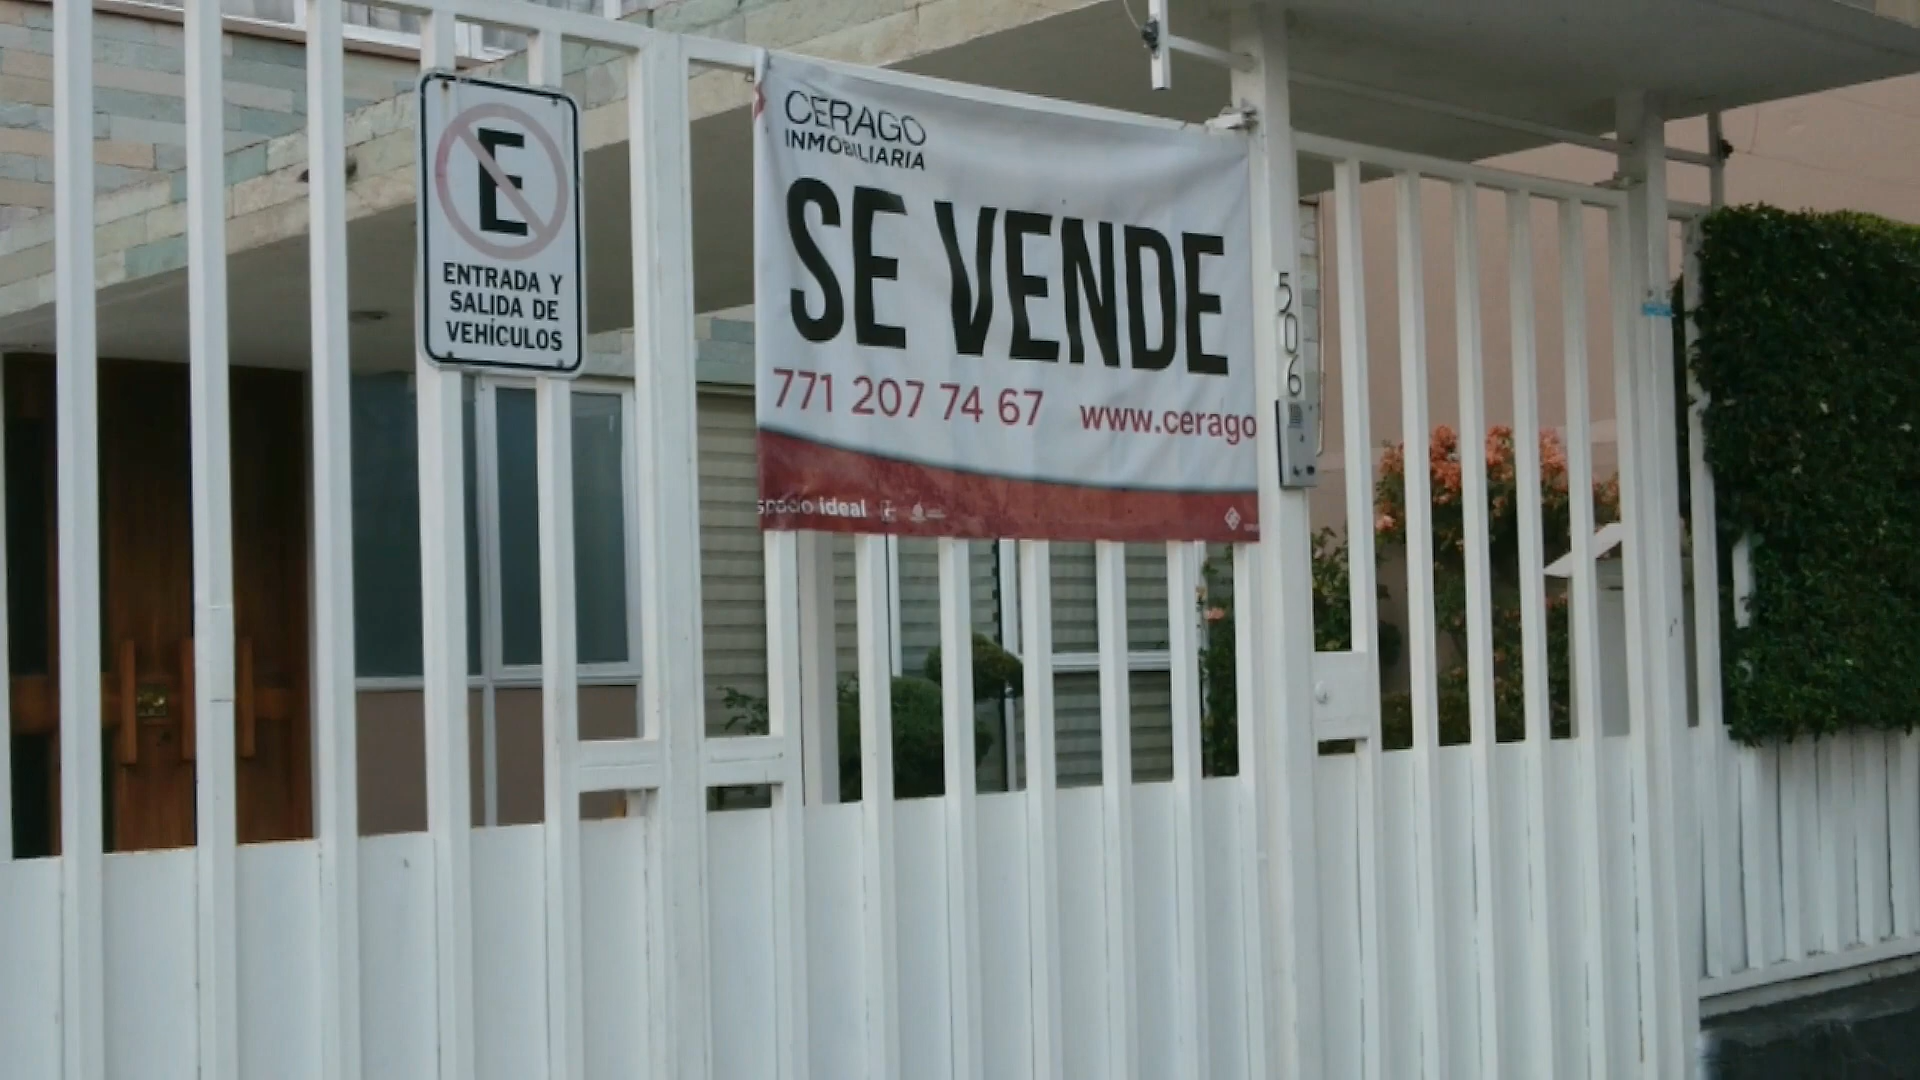 E
ENTRADA Y
SALIDA DE
VEHÍCULOS
CERAGO
INMOBILIARIA
SE VENDE
771 207 74 67 www.cerago
ideal
506